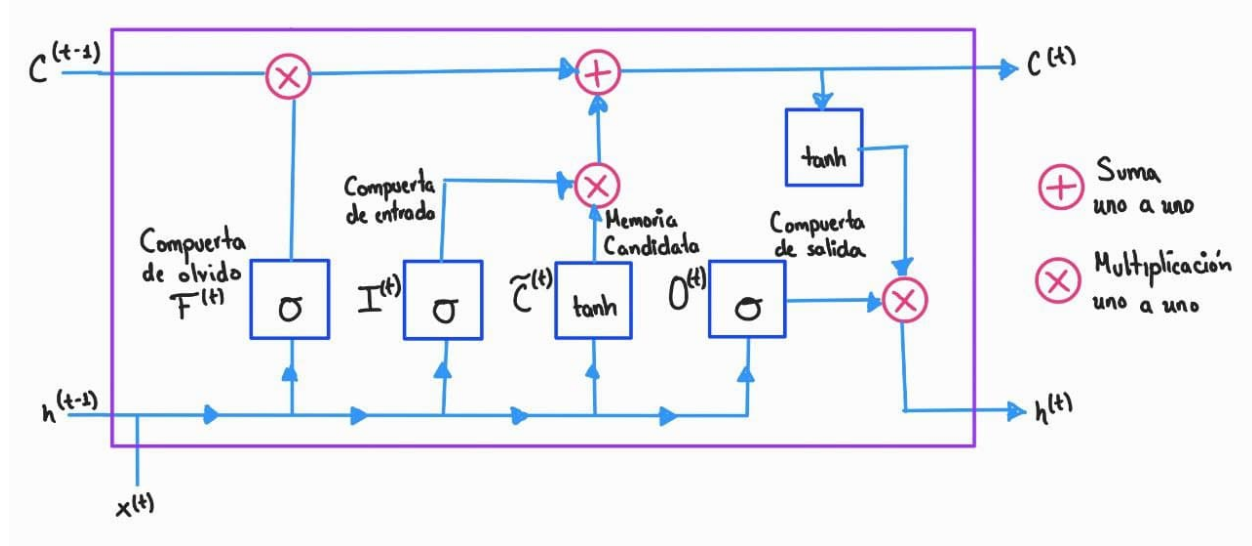 C^(t-1)
C^(t)
tanh
Suma
uno a uno
Compuerta
de entrada
Memoria
Candidata
Compuerta
de salida
Compuerta
de olvido
F^(t)
σ
I^(t)
σ
C̃^(t)
tanh
O^(t)
σ
Multiplicación
uno a uno
h^(t-1)
h^(t)
x^(t)